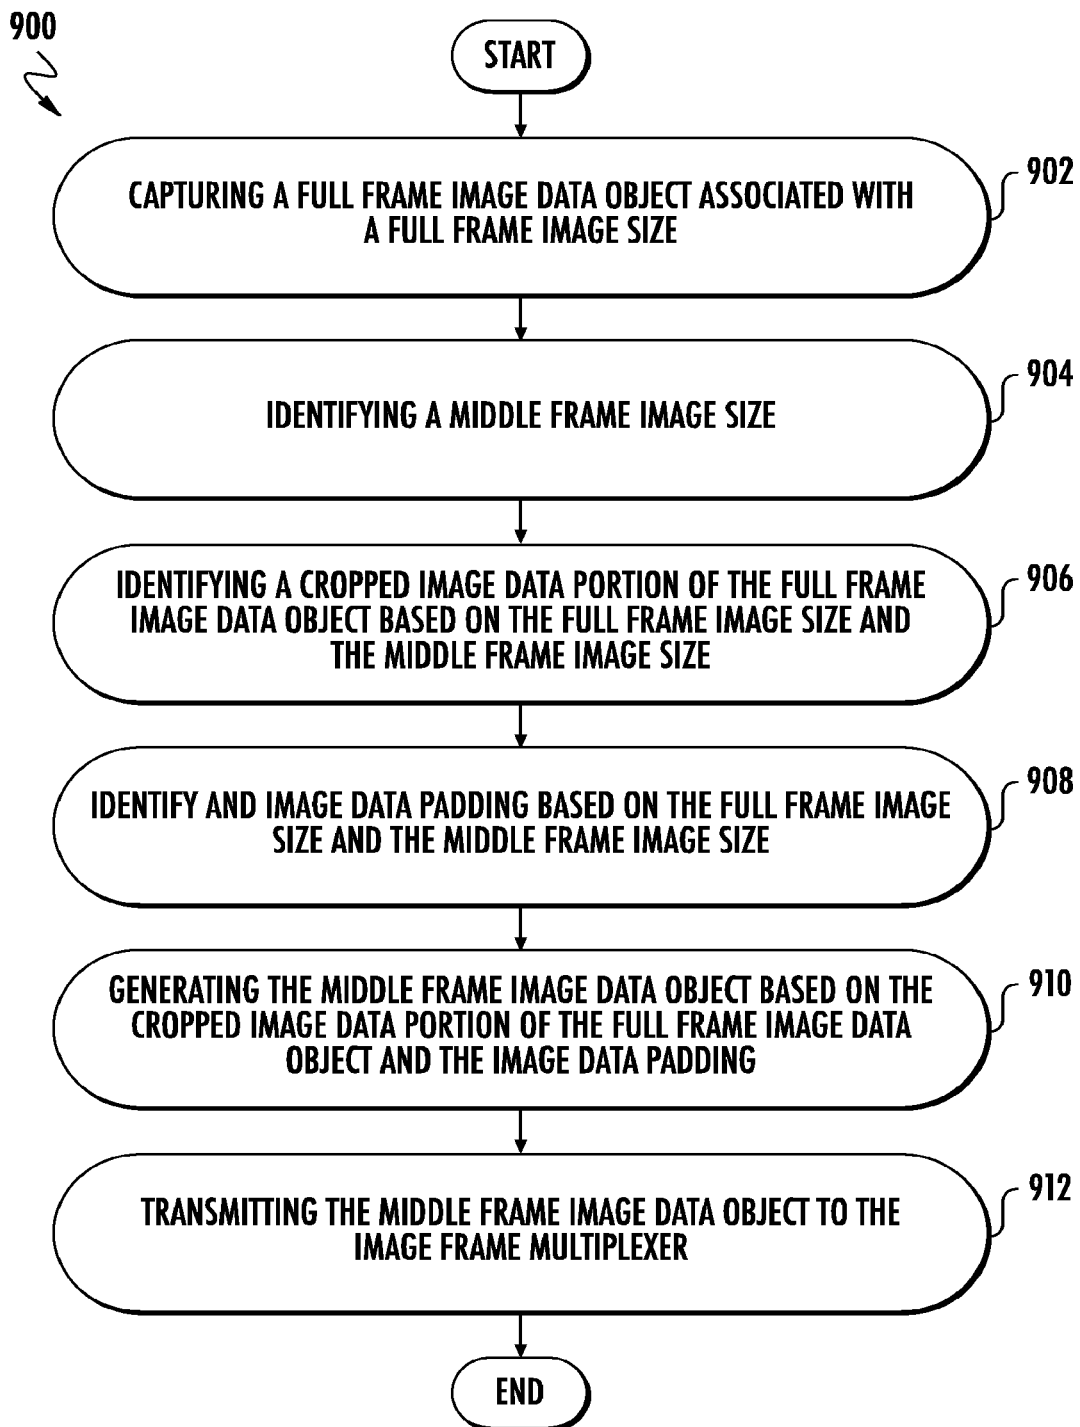 900
START
CAPTURING A FULL FRAME IMAGE DATA OBJECT ASSOCIATED WITH
A FULL FRAME IMAGE SIZE
902
IDENTIFYING A MIDDLE FRAME IMAGE SIZE
904
IDENTIFYING A CROPPED IMAGE DATA PORTION OF THE FULL FRAME
IMAGE DATA OBJECT BASED ON THE FULL FRAME IMAGE SIZE AND
THE MIDDLE FRAME IMAGE SIZE
906
IDENTIFY AND IMAGE DATA PADDING BASED ON THE FULL FRAME IMAGE
SIZE AND THE MIDDLE FRAME IMAGE SIZE
908
GENERATING THE MIDDLE FRAME IMAGE DATA OBJECT BASED ON THE
CROPPED IMAGE DATA PORTION OF THE FULL FRAME IMAGE DATA
OBJECT AND THE IMAGE DATA PADDING
910
TRANSMITTING THE MIDDLE FRAME IMAGE DATA OBJECT TO THE
IMAGE FRAME MULTIPLEXER
912
END